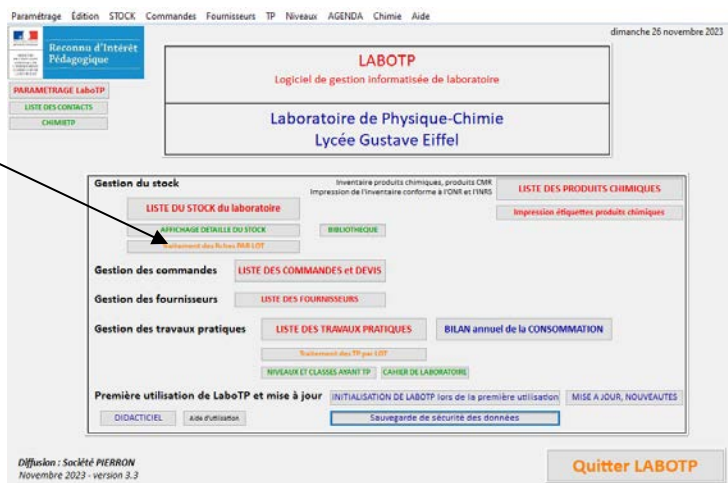 Paramétrage Édition STOCK Commandes Fournisseurs TP Niveaux AGENDA Chimie Aide
dimanche 26 novembre 2023
Reconnu d'Intérêt
Pédagogique
PARAMETRAGE LaboTP
LISTE DES CONTACTS
CHIMIETP
LABOTP
Logiciel de gestion informatisée de laboratoire
Laboratoire de Physique-Chimie
Lycée Gustave Eiffel
Gestion du stock
Inventaire produits chimiques, produits CMR
Impression de l'inventaire conforme à l'ONR et l'INRS
LISTE DES PRODUITS CHIMIQUES
LISTE DU STOCK du laboratoire
Impression étiquettes produits chimiques
AFFICHAGE DETAILLE DU STOCK
BIBLIOTHEQUE
Traitement des fiches PAR LOT
Gestion des commandes
LISTE DES COMMANDES et DEVIS
Gestion des fournisseurs
LISTE DES FOURNISSEURS
Gestion des travaux pratiques
LISTE DES TRAVAUX PRATIQUES
BILAN annuel de la CONSOMMATION
Traitement des TP par LOT
NIVEAUX ET CLASSES AYANT TP
CAHIER DE LABORATOIRE
Première utilisation de LaboTP et mise à jour
INITIALISATION DE LABOTP lors de la première utilisation
MISE A JOUR, NOUVEAUTES
DIDACTICIEL
Aide d'utilisation
Sauvegarde de sécurité des données
Diffusion : Société PIERRON
Novembre 2023 - version 3.3
Quitter LABOTP